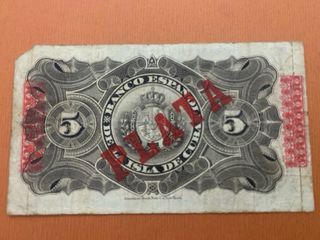 BANCO ESPAÑOL
DE LA ISLA DE CUBA
PLATA
5
5